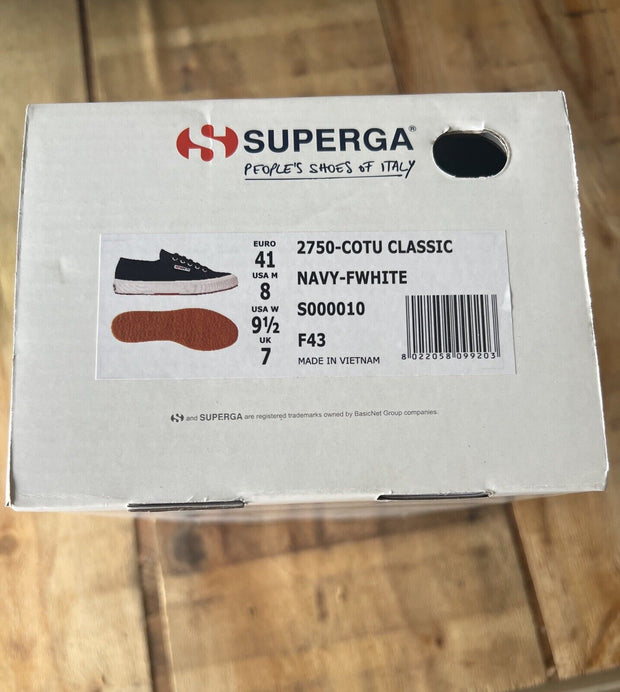 SUPERGA®
PEOPLE'S SHOES of ITALY
EURO
41
USA M
8
USA W
9½
UK
7
2750-COTU CLASSIC
NAVY-FWHITE
S000010
F43
MADE IN VIETNAM
8 022058 099203
and SUPERGA are registered trademarks owned by BasicNet Group companies.